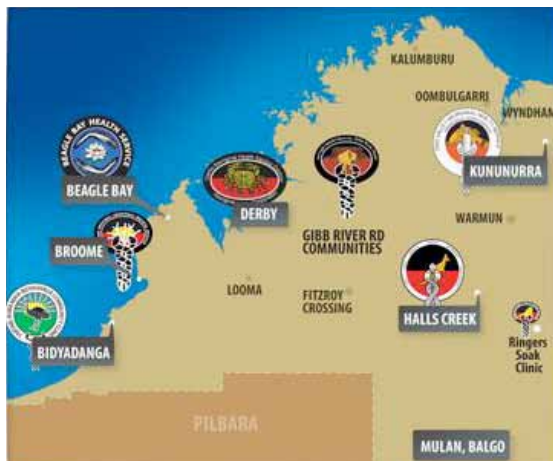 KALUMBURU
OOMBULGARRI
WYNDHAM
BEAGLE BAY HEALTH SERVICE
BEAGLE BAY
DERBY
KUNUNURRA
BROOME
GIBB RIVER RD
COMMUNITIES
WARMUN
LOOMA
FITZROY
CROSSING
HALLS CREEK
BIDYADANGA
Ringers
Soak
Clinic
PILBARA
MULAN, BALGO